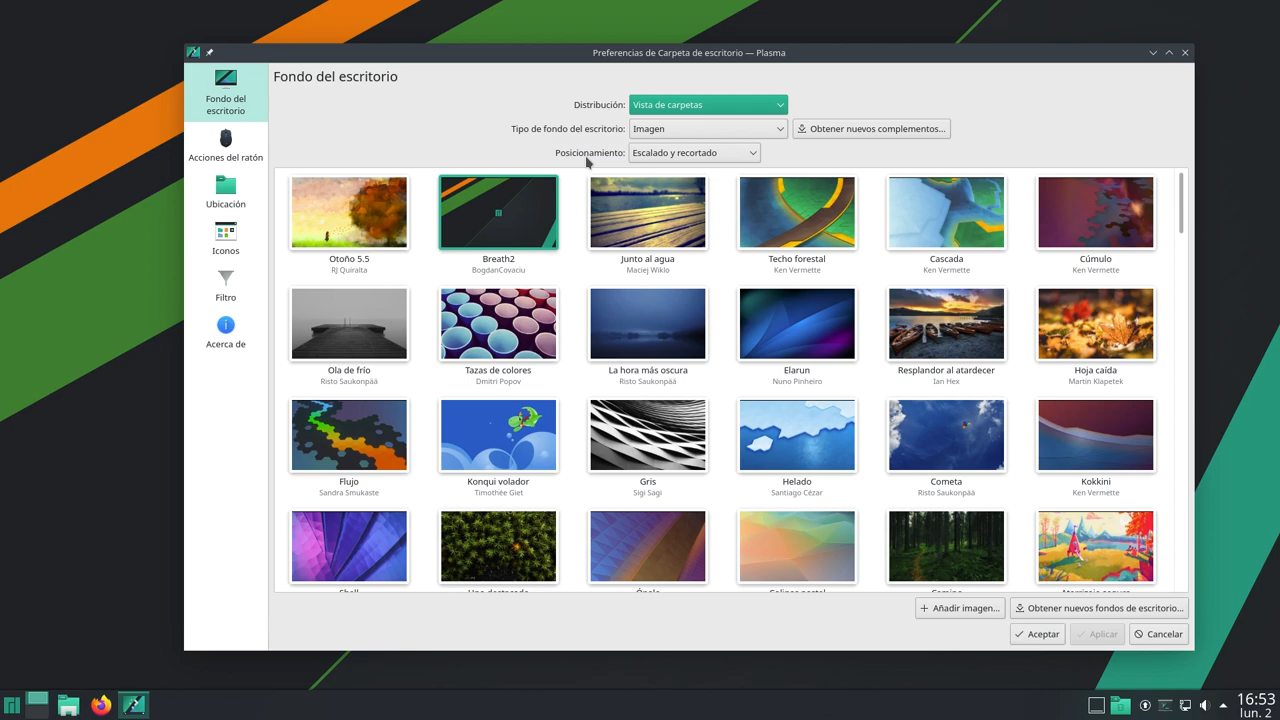 Preferencias de Carpeta de escritorio — Plasma
Fondo del escritorio
Acciones del ratón
Ubicación
Iconos
Filtro
Acerca de
Fondo del escritorio
Distribución: Vista de carpetas
Tipo de fondo del escritorio: Imagen Obtener nuevos complementos...
Posicionamiento: Escalado y recortado
Otoño 5.5 Breath2 Junto al agua Techo forestal Cascada Cúmulo
RJ Quiralta BogdanCovaciu Maciej Wiklo Ken Vermette Ken Vermette Ken Vermette
Ola de frío Tazas de colores La hora más oscura Elarun Resplandor al atardecer Hoja caída
Risto Saukonpää Dmitri Popov Risto Saukonpää Nuno Pinheiro Ian Hex Martin Klapetek
Flujo Konqui volador Gris Helado Cometa Kokkini
Sandra Smukaste Timothée Giet Sigi Sagi Santiago Cézar Risto Saukonpää Ken Vermette
Añadir imagen... Obtener nuevos fondos de escritorio...
Aceptar Aplicar Cancelar
16:53
lun. 2